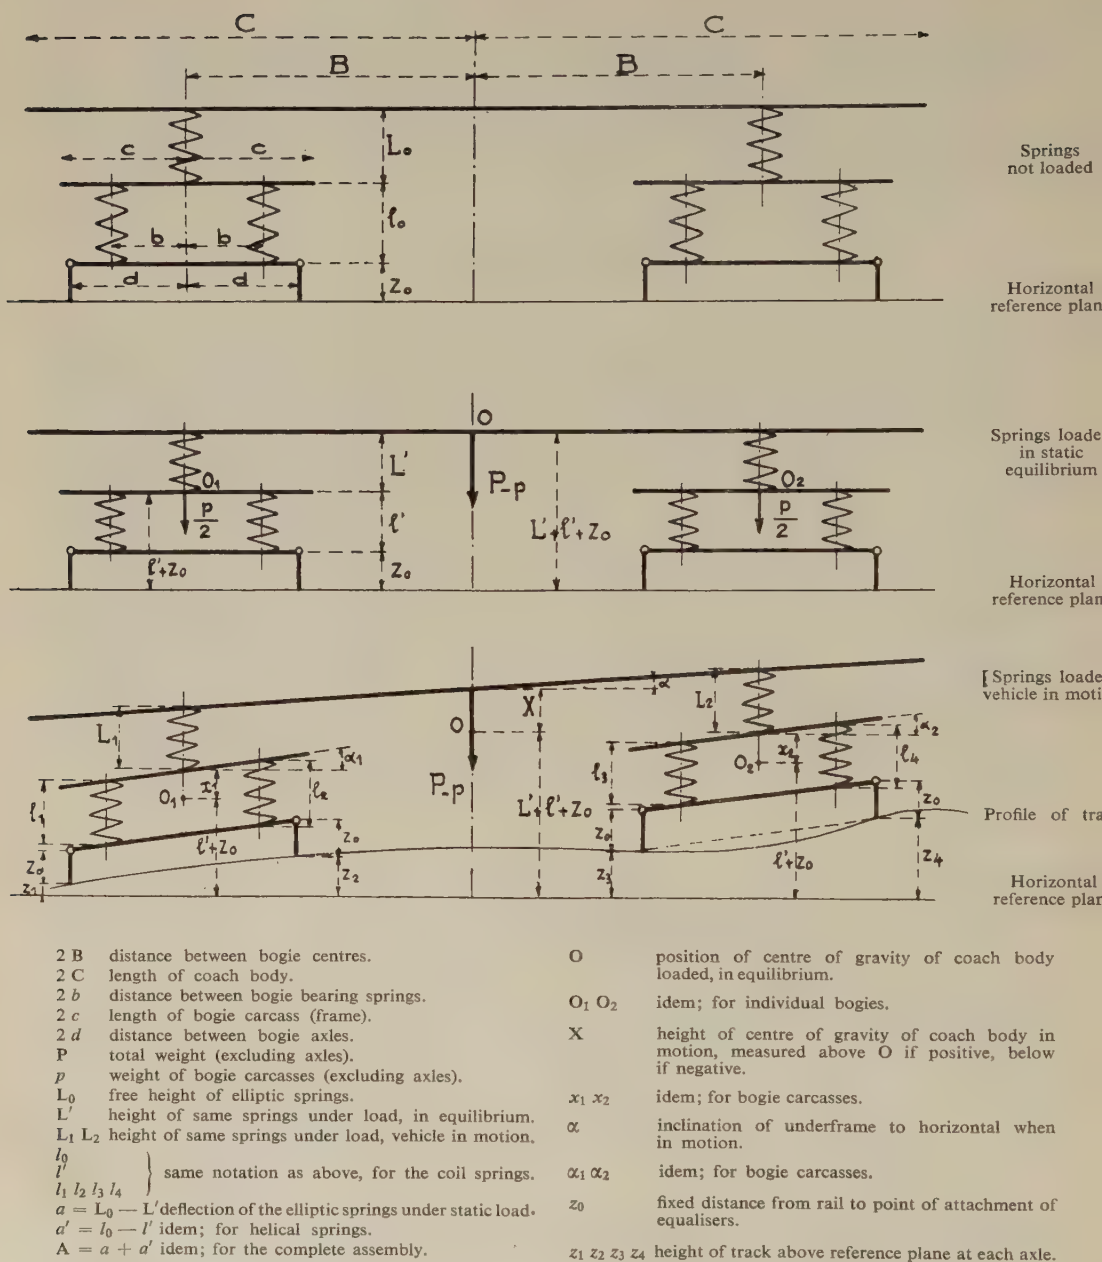 C C
B B
L₀
c c
l₀
b b
d d
z₀
Springs
not loaded
Horizontal
reference plan
O
L'
O₁ O₂
P-p
p/2 p/2
l'
L'+l'+z₀
l'+z₀
z₀
Springs loade
in static
equilibrium
Horizontal
reference plan
[Springs loade
vehicle in moti
α
X
L₂
L₁
O
α₂
α₁
x₂
l₃
l₄
O₂
x₁
l₂
O₁
P-p
l₁
L'+l'+z₀
z₀
z₀
z₀
Profile of tra
l'+z₀
l'+z₀
z₀
z₁
z₂
z₃
z₄
Horizontal
reference plan
2 B distance between bogie centres.
2 C length of coach body.
2 b distance between bogie bearing springs.
2 c length of bogie carcass (frame).
2 d distance between bogie axles.
P total weight (excluding axles).
p weight of bogie carcasses (excluding axles).
L₀ free height of elliptic springs.
L' height of same springs under load, in equilibrium.
L₁ L₂ height of same springs under load, vehicle in motion.
l₀
l' } same notation as above, for the coil springs.
l₁ l₂ l₃ l₄
a = L₀ — L' deflection of the elliptic springs under static load.
a' = l₀ — l' idem; for helical springs.
A = a + a' idem; for the complete assembly.
O position of centre of gravity of coach body
loaded, in equilibrium.
O₁ O₂ idem; for individual bogies.
X height of centre of gravity of coach body in
motion, measured above O if positive, below
if negative.
x₁ x₂ idem; for bogie carcasses.
α inclination of underframe to horizontal when
in motion.
α₁ α₂ idem; for bogie carcasses.
z₀ fixed distance from rail to point of attachment of
equalisers.
z₁ z₂ z₃ z₄ height of track above reference plane at each axle.